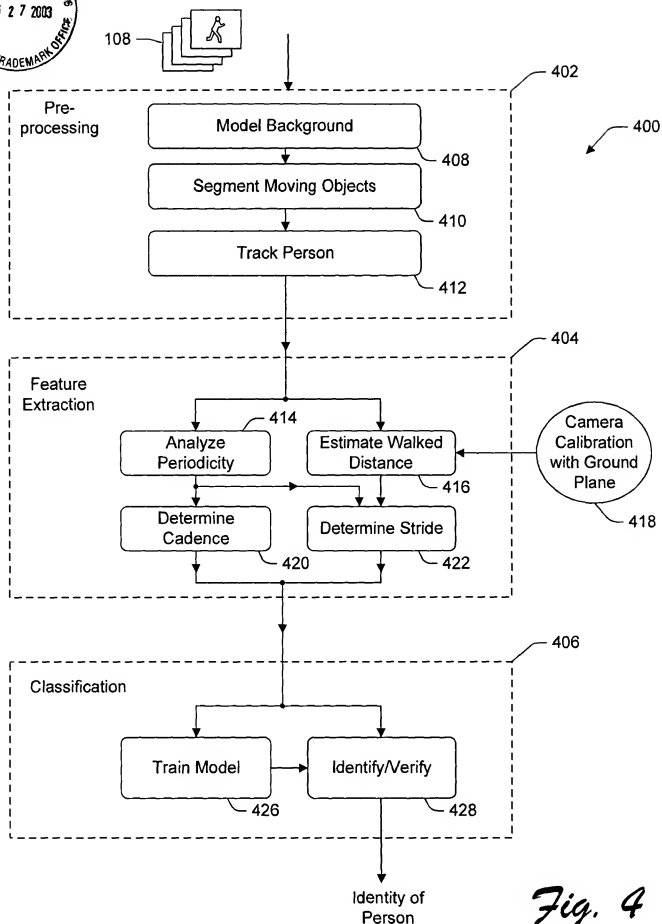 2 7 2003
TRADEMARK OFFICE
108
402
Pre-
processing
400
Model Background
408
Segment Moving Objects
410
Track Person
412
404
Feature
Extraction
414
Analyze
Periodicity
Estimate Walked
Distance
416
Camera
Calibration
with Ground
Plane
418
Determine
Cadence
420
Determine Stride
422
406
Classification
Train Model
426
Identify/Verify
428
Identity of
Person
Fig. 4